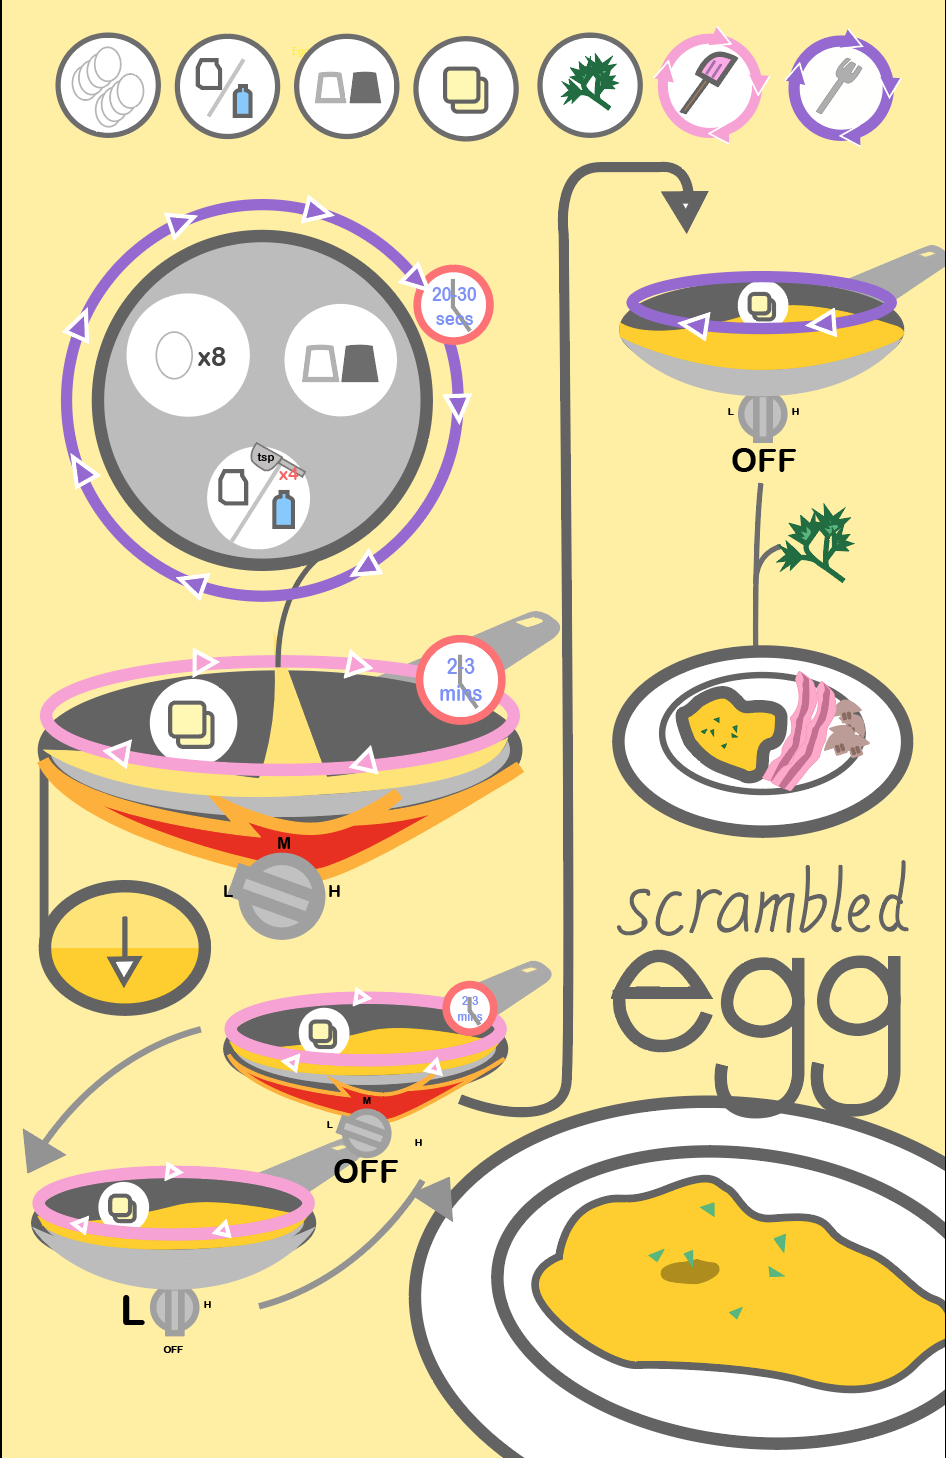 20-30
secs
x8
tsp
x4
L
H
OFF
2-3
mins
M
L
H
scrambled
egg
2-3
mins
M
L
H
OFF
L
H
OFF